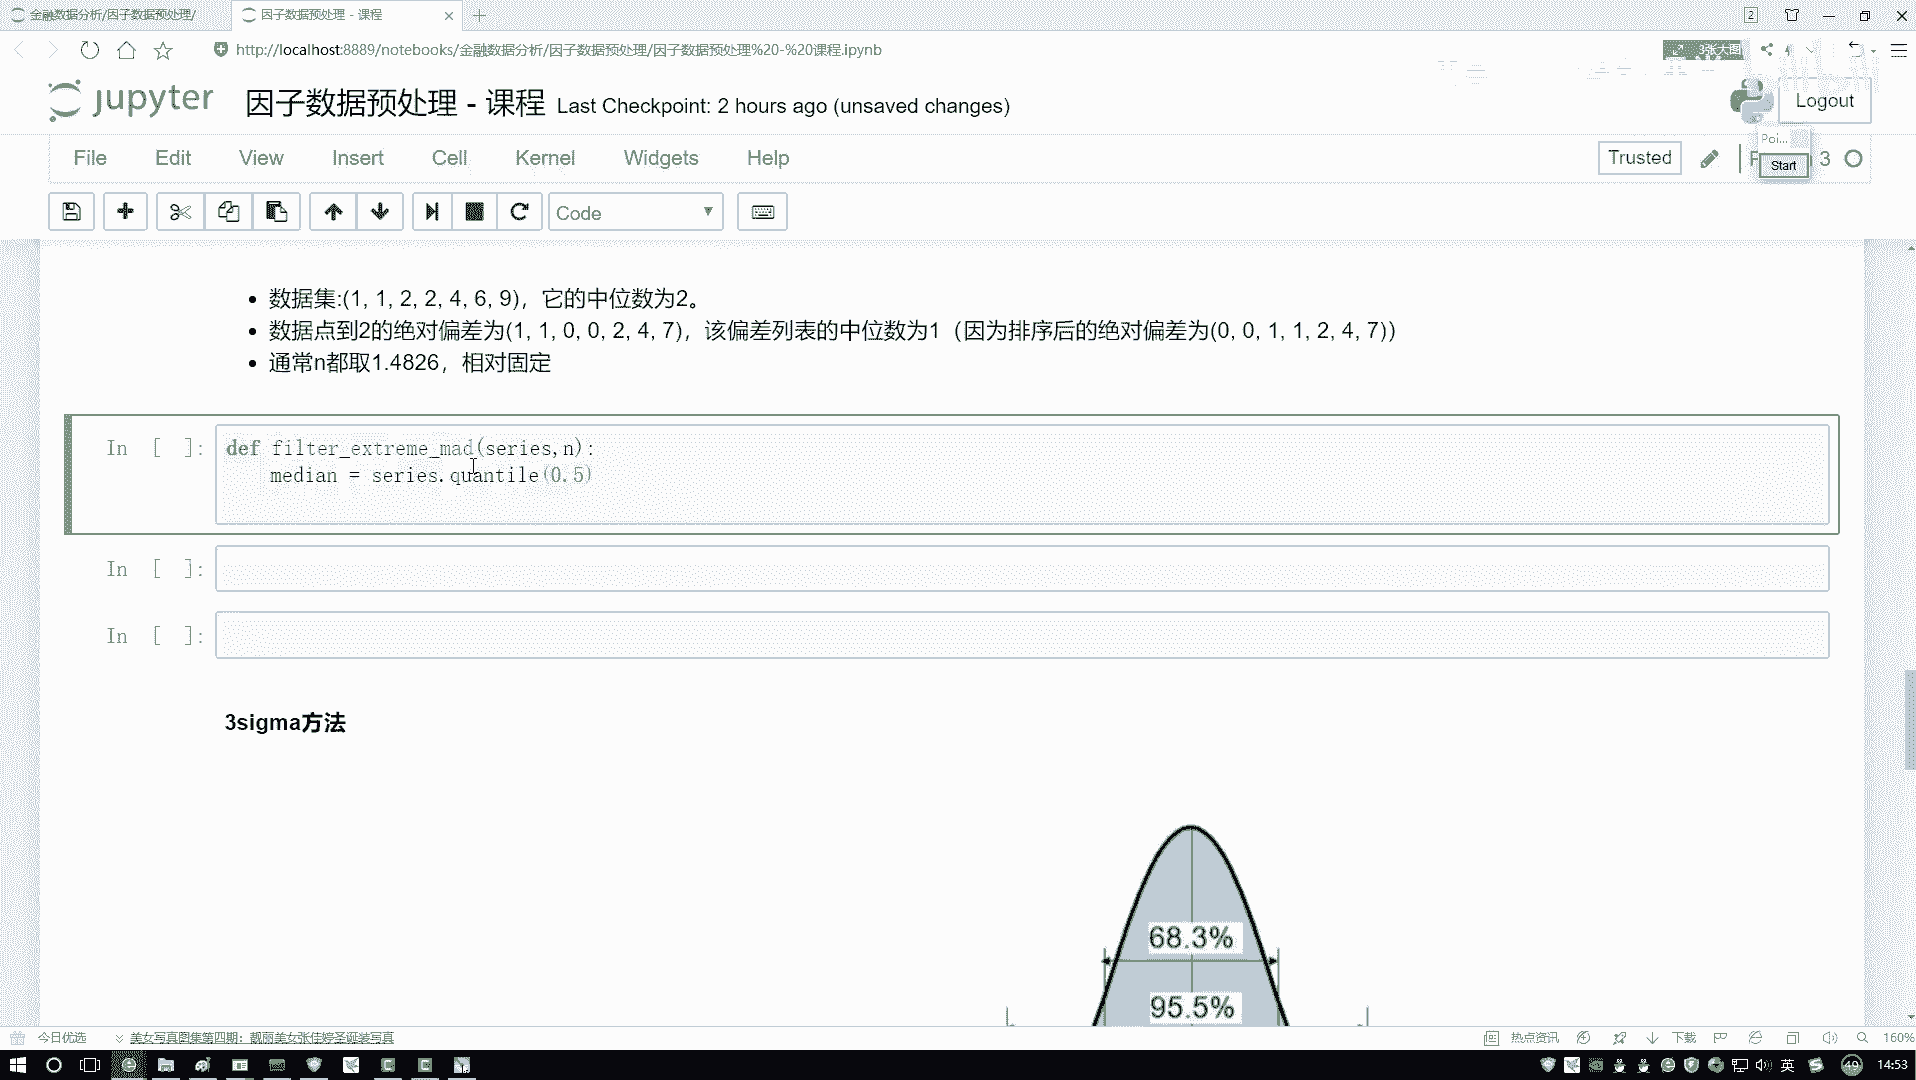 金融数据分析/因子数据预处理/
因子数据预处理 - 课程
2
http://localhost:8889/notebooks/金融数据分析/因子数据预处理/因子数据预处理%20-%20课程.ipynb
3张大图
jupyter
因子数据预处理 - 课程 Last Checkpoint: 2 hours ago (unsaved changes)
Logout
File Edit View Insert Cell Kernel Widgets Help
Trusted
3
Poi...
Start
Code
数据集:(1, 1, 2, 2, 4, 6, 9)，它的中位数为2。
数据点到2的绝对偏差为(1, 1, 0, 0, 2, 4, 7)，该偏差列表的中位数为1（因为排序后的绝对偏差为(0, 0, 1, 1, 2, 4, 7)）
通常n都取1.4826，相对固定
In [ ]:
def filter_extreme_mad(series,n):
median = series.quantile(0.5)
In [ ]:
In [ ]:
3sigma方法
68.3%
95.5%
今日优选
美女写真图集第四期：靓丽美女张佳婷圣诞装写真
热点资讯
下载
160%
英
49
14:53